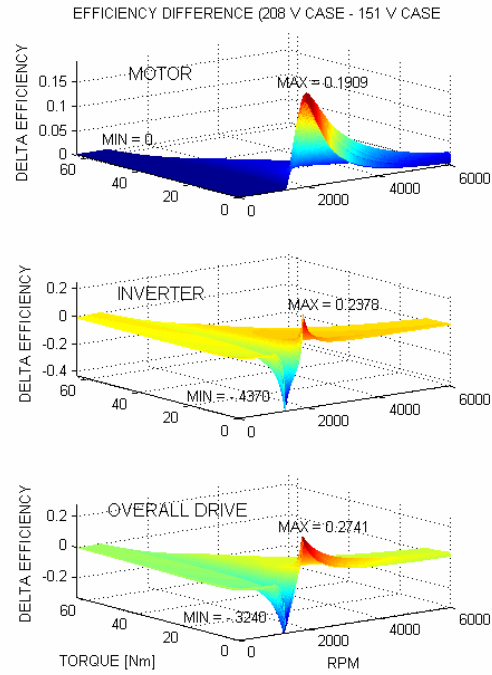 EFFICIENCY DIFFERENCE (208 V CASE - 151 V CASE
MOTOR
MAX = 0.1909
MIN = 0
DELTA EFFICIENCY
0.15
0.1
0.05
0
60
40
20
0
0
2000
4000
6000
INVERTER
MAX = 0.2378
MIN = -.4370
DELTA EFFICIENCY
0.2
0
-0.2
-0.4
60
40
20
0
0
2000
4000
6000
OVERALL DRIVE
MAX = 0.2741
MIN = -.3240
DELTA EFFICIENCY
0.2
0
-0.2
60
40
20
0
0
2000
4000
6000
TORQUE [Nm]
RPM